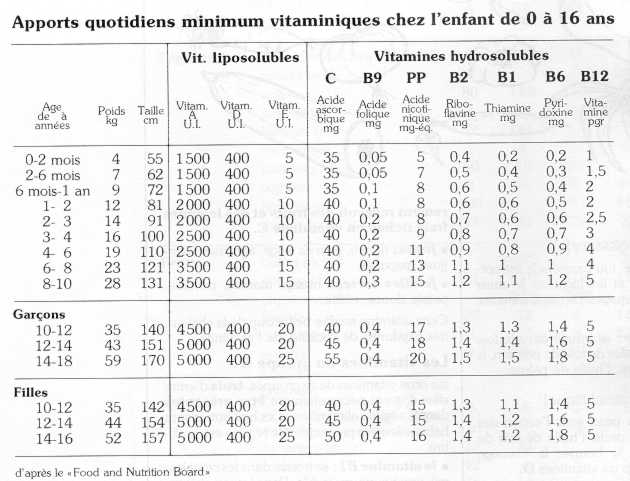 Apports quotidiens minimum vitaminiques chez l'enfant de 0 à 16 ans
Vit. liposolubles Vitamines hydrosolubles
C B9 PP B2 B1 B6 B12
Age de à années Poids kg Taille cm Vitam. A U.I. Vitam. D U.I. Vitam. E U.I. Acide ascor-bique mg Acide folique mg Acide nicoti-nique mg-éq. Ribo-flavine mg Thiamine mg Pyri-doxine mg Vita-mine pgr
0-2 mois 4 55 1500 400 5 35 0,05 5 0,4 0,2 0,2 1
2-6 mois 7 62 1500 400 5 35 0,05 7 0,5 0,4 0,3 1,5
6 mois-1 an 9 72 1500 400 5 35 0,1 8 0,6 0,5 0,4 2
1- 2 12 81 2000 400 10 40 0,1 8 0,6 0,6 0,5 2
2- 3 14 91 2000 400 10 40 0,2 8 0,7 0,6 0,6 2,5
3- 4 16 100 2500 400 10 40 0,2 0,8 0,7 0,7 3
4- 6 19 110 2500 400 10 40 0,2 11 0,9 0,8 0,9 4
6- 8 23 121 3500 400 15 40 0,2 13 1,1 1 1 4
8-10 28 131 3500 400 15 40 0,3 15 1,2 1,1 1,2 5
Garçons
10-12 35 140 4500 400 20 40 0,4 17 1,3 1,3 1,4 5
12-14 43 151 5000 400 20 45 0,4 18 1,4 1,4 1,6 5
14-18 59 170 5000 400 25 55 0,4 20 1,5 1,5 1,8 5
Filles
10-12 35 142 4500 400 20 40 0,4 15 1,3 1,1 1,4 5
12-14 44 154 5000 400 20 45 0,4 15 1,4 1,2 1,6 5
14-16 52 157 5000 400 25 50 0,4 16 1,4 1,2 1,8 5
d'après le «Food and Nutrition Board»